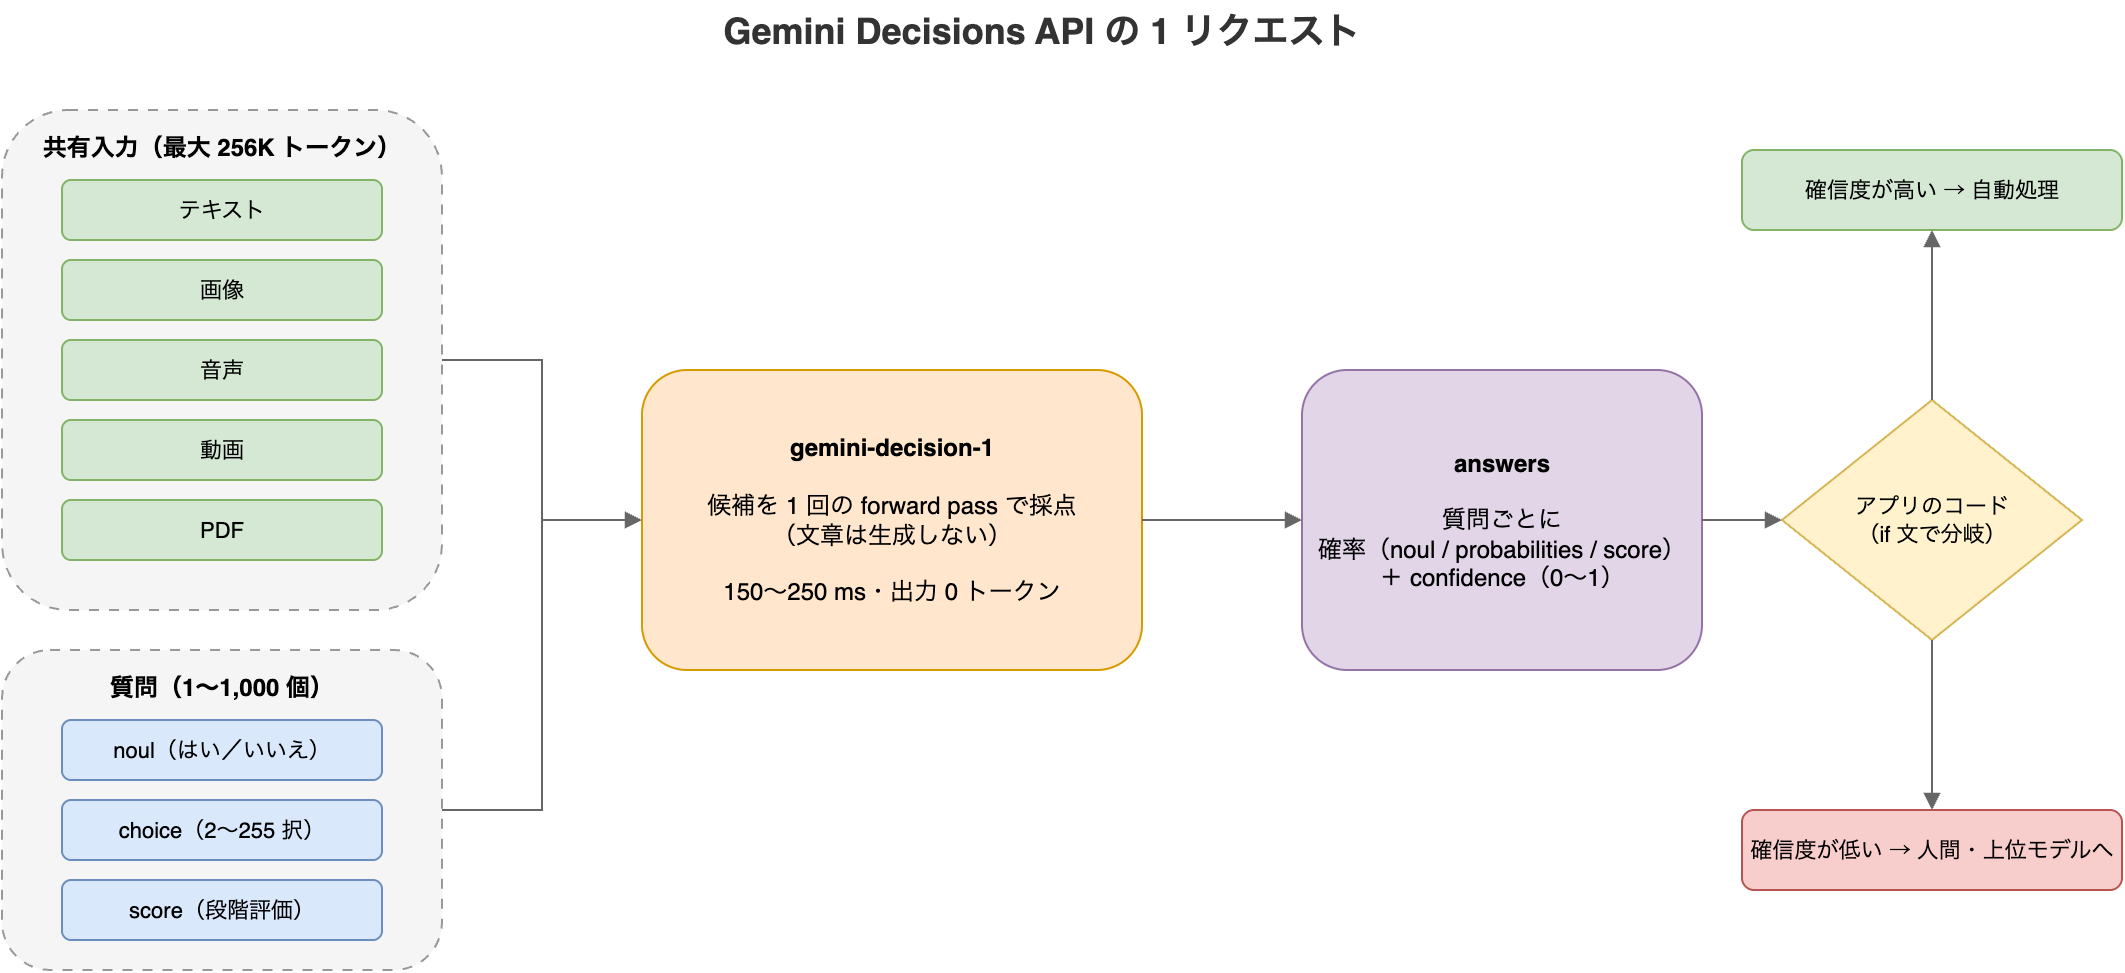 Gemini Decisions API の 1 リクエスト
共有入力（最大 256K トークン）
テキスト
画像
音声
動画
PDF
質問（1〜1,000 個）
noul（はい／いいえ）
choice（2〜255 択）
score（段階評価）
gemini-decision-1
候補を 1 回の forward pass で採点
（文章は生成しない）
150〜250 ms・出力 0 トークン
answers
質問ごとに
確率（noul / probabilities / score）
＋ confidence（0〜1）
アプリのコード
（if 文で分岐）
確信度が高い → 自動処理
確信度が低い → 人間・上位モデルへ